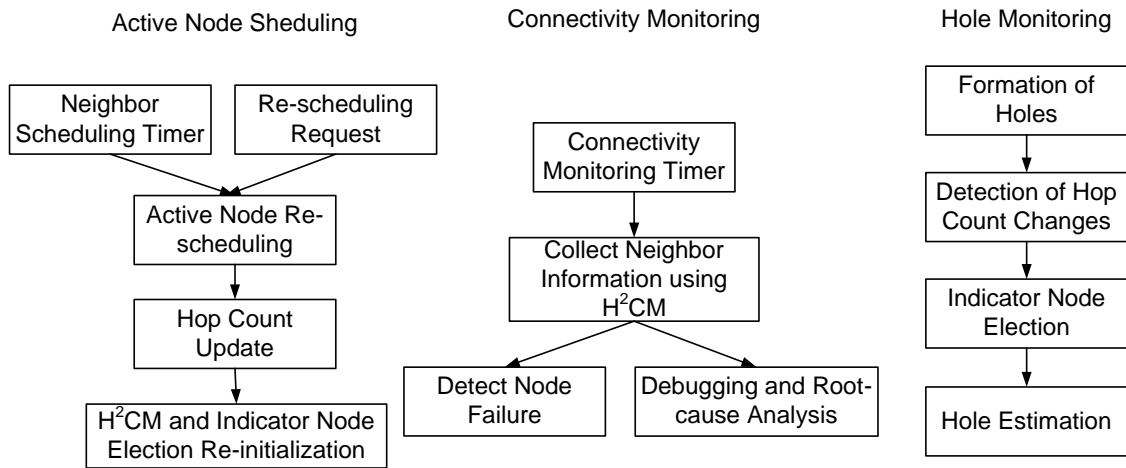 Active Node Sheduling
Neighbor
Scheduling Timer
Re-scheduling
Request
Active Node Re-
scheduling
Hop Count
Update
H²CM and Indicator Node
Election Re-initialization
Connectivity Monitoring
Connectivity
Monitoring Timer
Collect Neighbor
Information using
H²CM
Detect Node
Failure
Debugging and Root-
cause Analysis
Hole Monitoring
Formation of
Holes
Detection of Hop
Count Changes
Indicator Node
Election
Hole Estimation